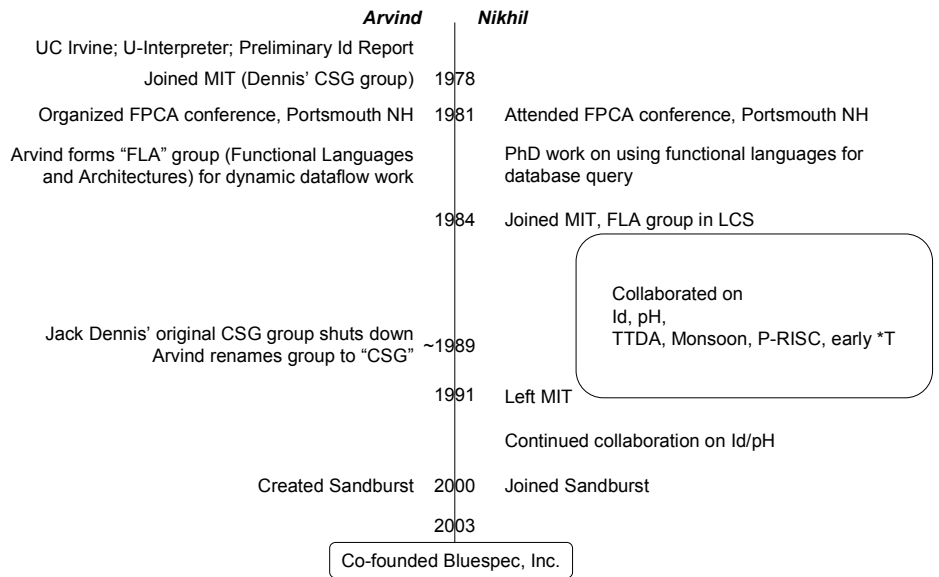 Arvind Nikhil
UC Irvine; U-Interpreter; Preliminary Id Report
Joined MIT (Dennis’ CSG group) 1978
Organized FPCA conference, Portsmouth NH 1981 Attended FPCA conference, Portsmouth NH
Arvind forms “FLA” group (Functional Languages
and Architectures) for dynamic dataflow work
PhD work on using functional languages for
database query
1984 Joined MIT, FLA group in LCS
Collaborated on
Id, pH,
TTDA, Monsoon, P-RISC, early *T
Jack Dennis’ original CSG group shuts down
Arvind renames group to “CSG”
~1989
1991 Left MIT
Continued collaboration on Id/pH
Created Sandburst 2000 Joined Sandburst
2003
Co-founded Bluespec, Inc.